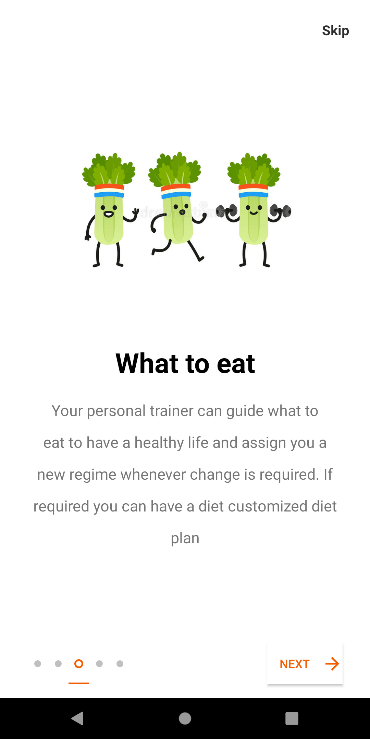 Skip
What to eat
Your personal trainer can guide what to
eat to have a healthy life and assign you a
new regime whenever change is required. If
required you can have a diet customized diet
plan
NEXT